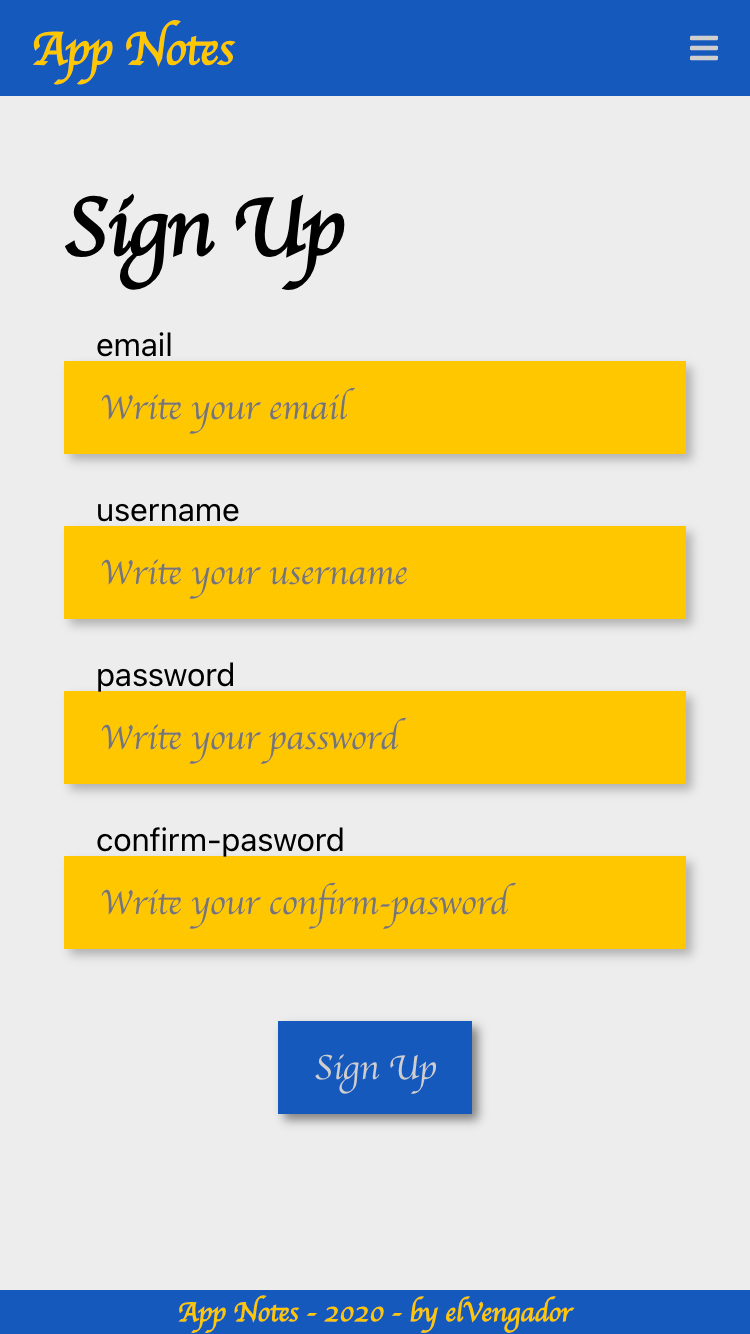 App Notes
Sign Up
email
Write your email
username
Write your username
password
Write your password
confirm-pasword
Write your confirm-pasword
Sign Up
App Notes - 2020 - by elVengador